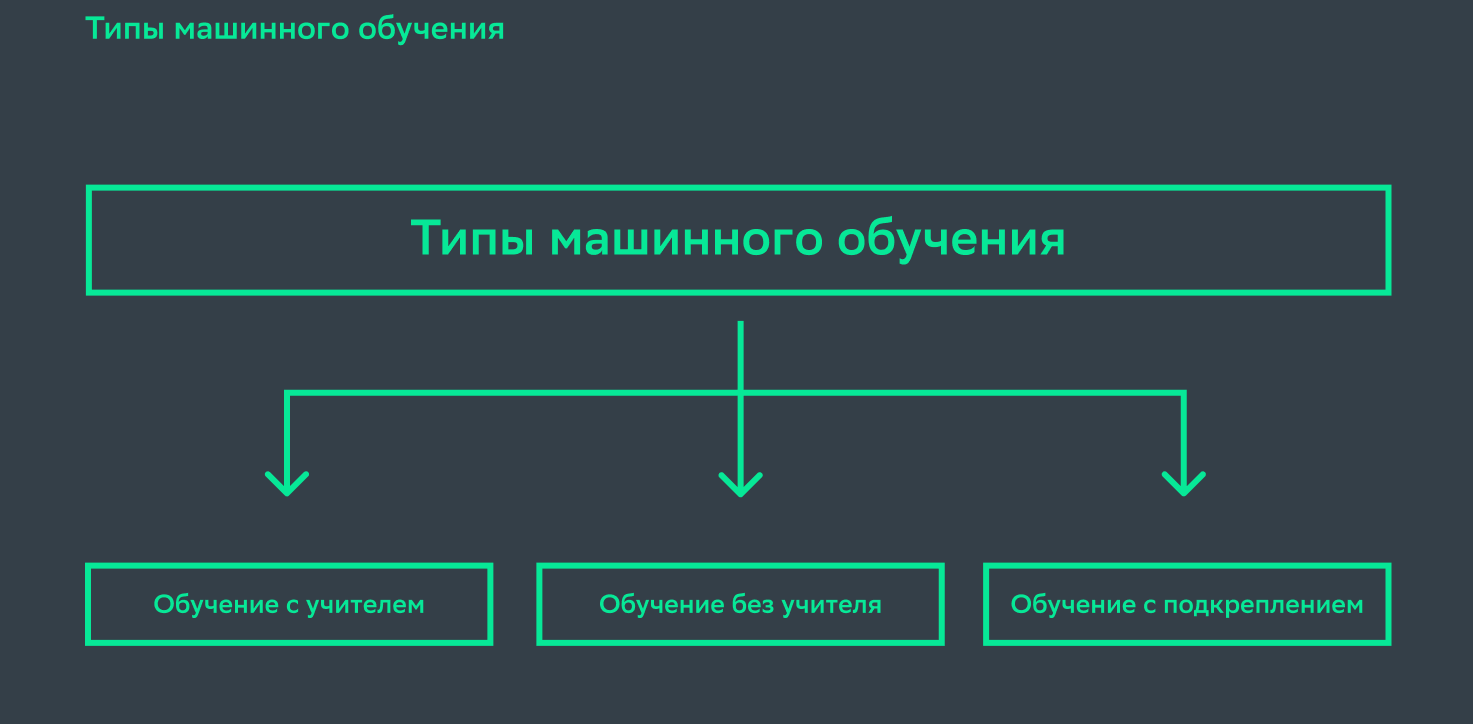 Типы машинного обучения
Типы машинного обучения
Обучение с учителем
Обучение без учителя
Обучение с подкреплением